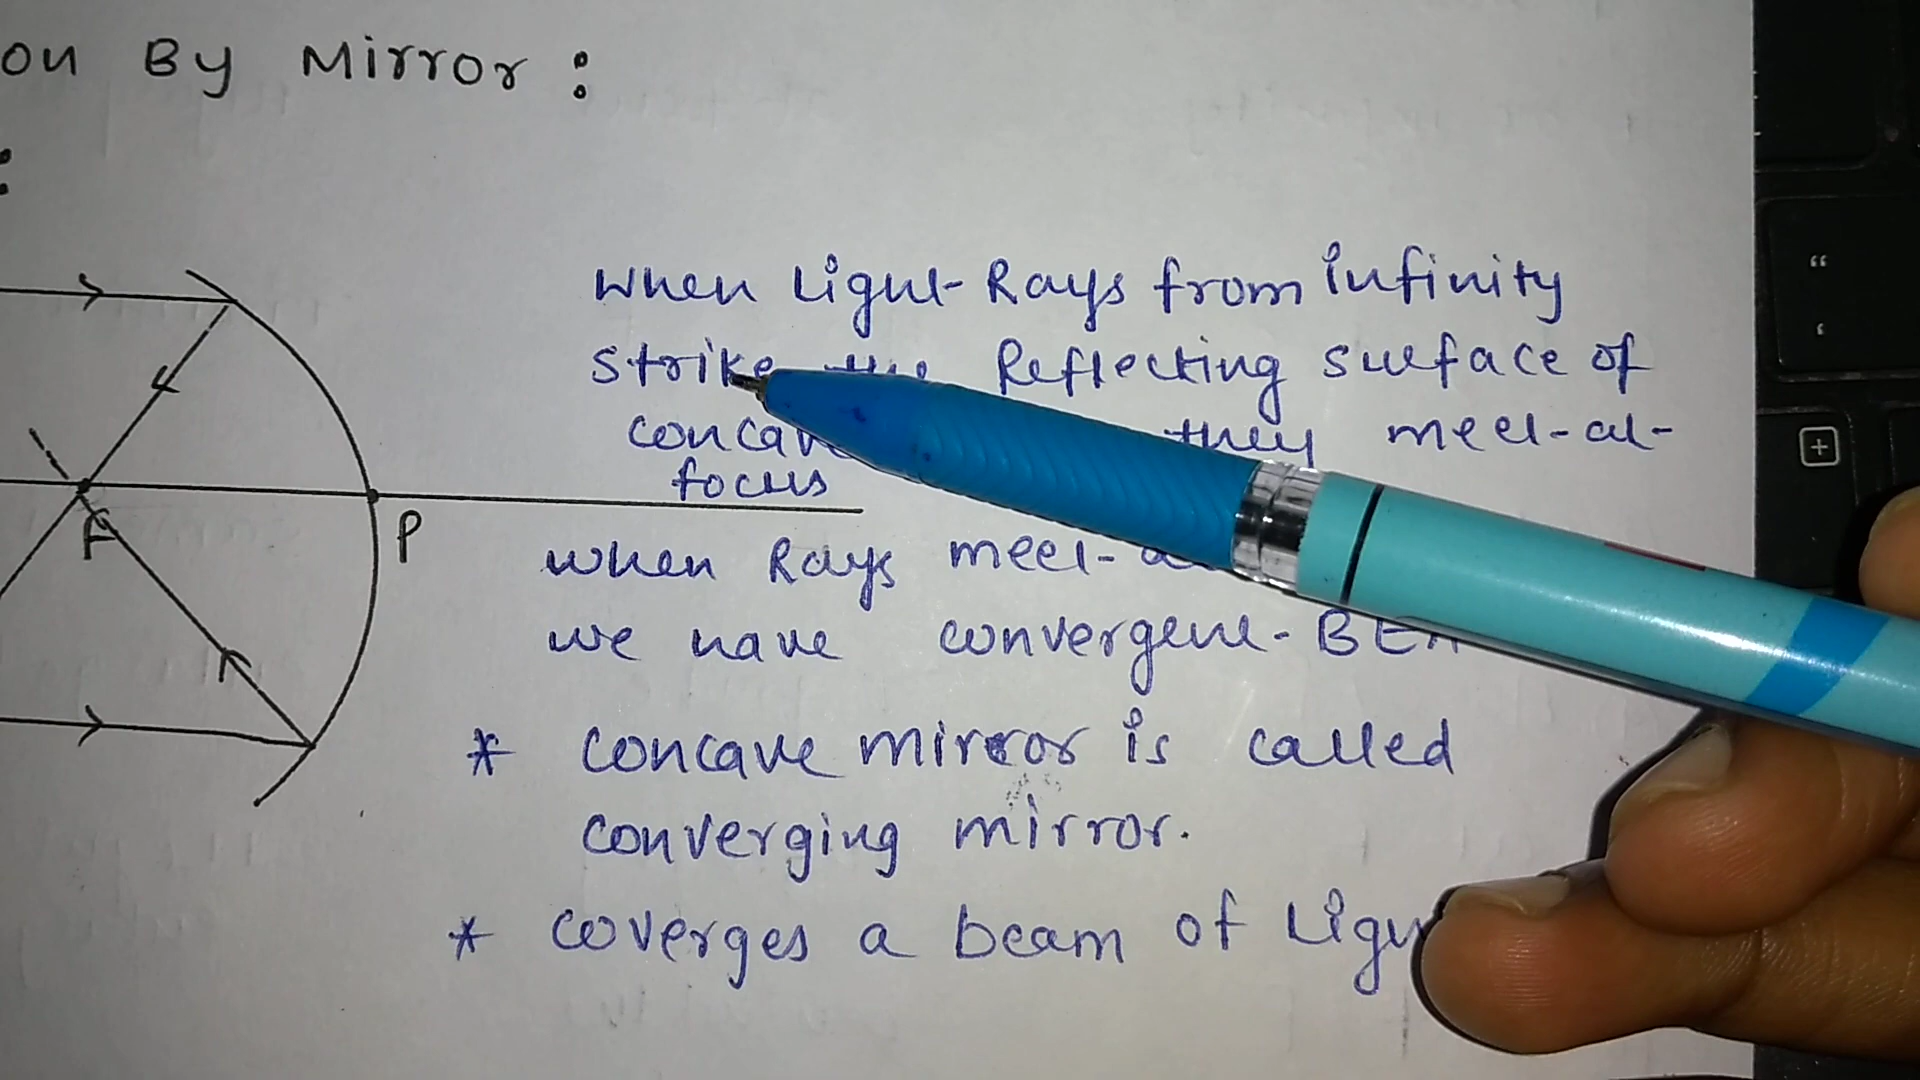 on By Mirror :
:
When Light Rays from infinity
strike the Reflecting surface of
they meet at
focus
F
P
when Rays meet
we have convergent
* concave mirror is called
converging mirror.
* coverges a beam of